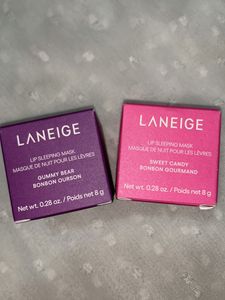 LANEIGE
LIP SLEEPING MASK
MASQUE DE NUIT POUR LES LÈVRES
GUMMY BEAR
BONBON OURSON
Net wt. 0.28 oz. / Poids net 8 g
LANEIGE
LIP SLEEPING MASK
MASQUE DE NUIT POUR LES LÈVRES
SWEET CANDY
BONBON GOURMAND
Net wt. 0.28 oz. / Poids net 8 g